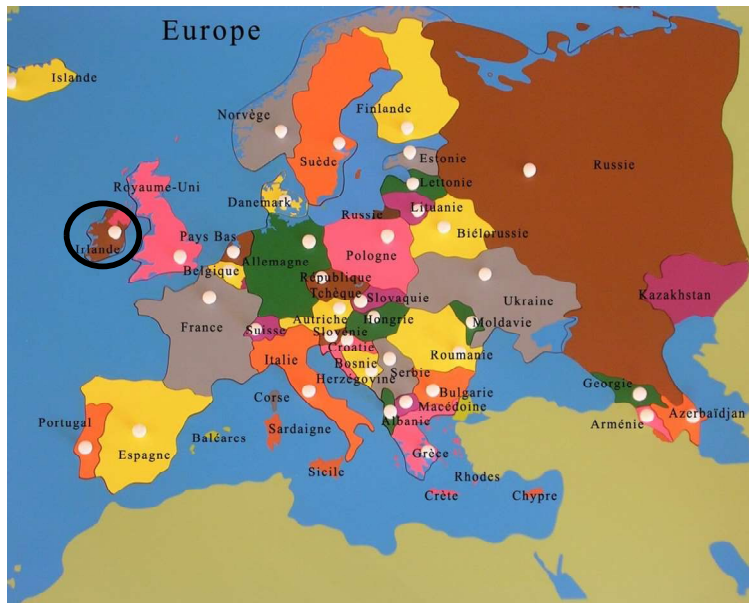 Europe
Islande
Norvège
Finlande
Suède
Estonie
Russie
Royaume-Uni
Lettonie
Danemark
Lituanie
Russie
Irlande
Pays Bas
Biélorussie
Pologne
Belgique
Allemagne
République
Tchèque
Slovaquie
Ukraine
Kazakhstan
France
Autriche
Hongrie
Moldavie
Suisse
Slovénie
Croatie
Italie
Bosnie
Herzegovine
Serbie
Roumanie
Georgie
Corse
Bulgarie
Macédoine
Albanie
Arménie
Azerbaïdjan
Portugal
Espagne
Baléares
Sardaigne
Grèce
Sicile
Rhodes
Crète
Chypre